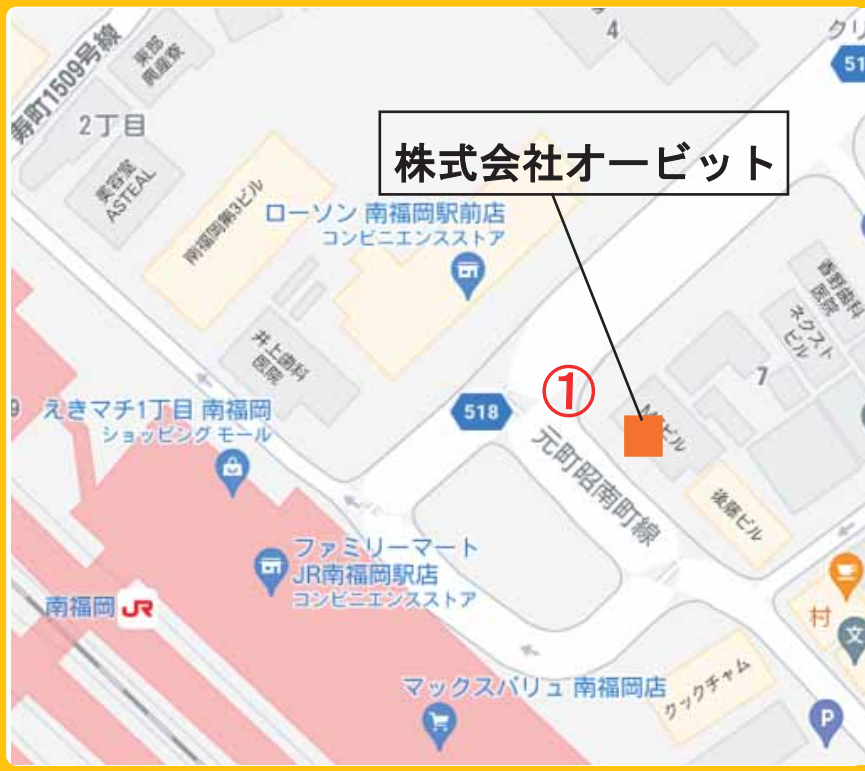 4
クリ
51
寿町1509号線
東部
興産寮
2丁目
株式会社オービット
美容室
ASTEAL
南福岡第3ビル
ローソン 南福岡駅前店
コンビニエンスストア
香野歯科
医院
ネクスト
ビル
井上歯科
医院
①
7
9
えきマチ1丁目 南福岡
ショッピング モール
518
ビル
元町昭南町線
後藤ビル
ファミリーマート
JR南福岡駅店
コンビニエンスストア
南福岡 JR
村
文
マックスバリュ 南福岡店
クックチャム
P